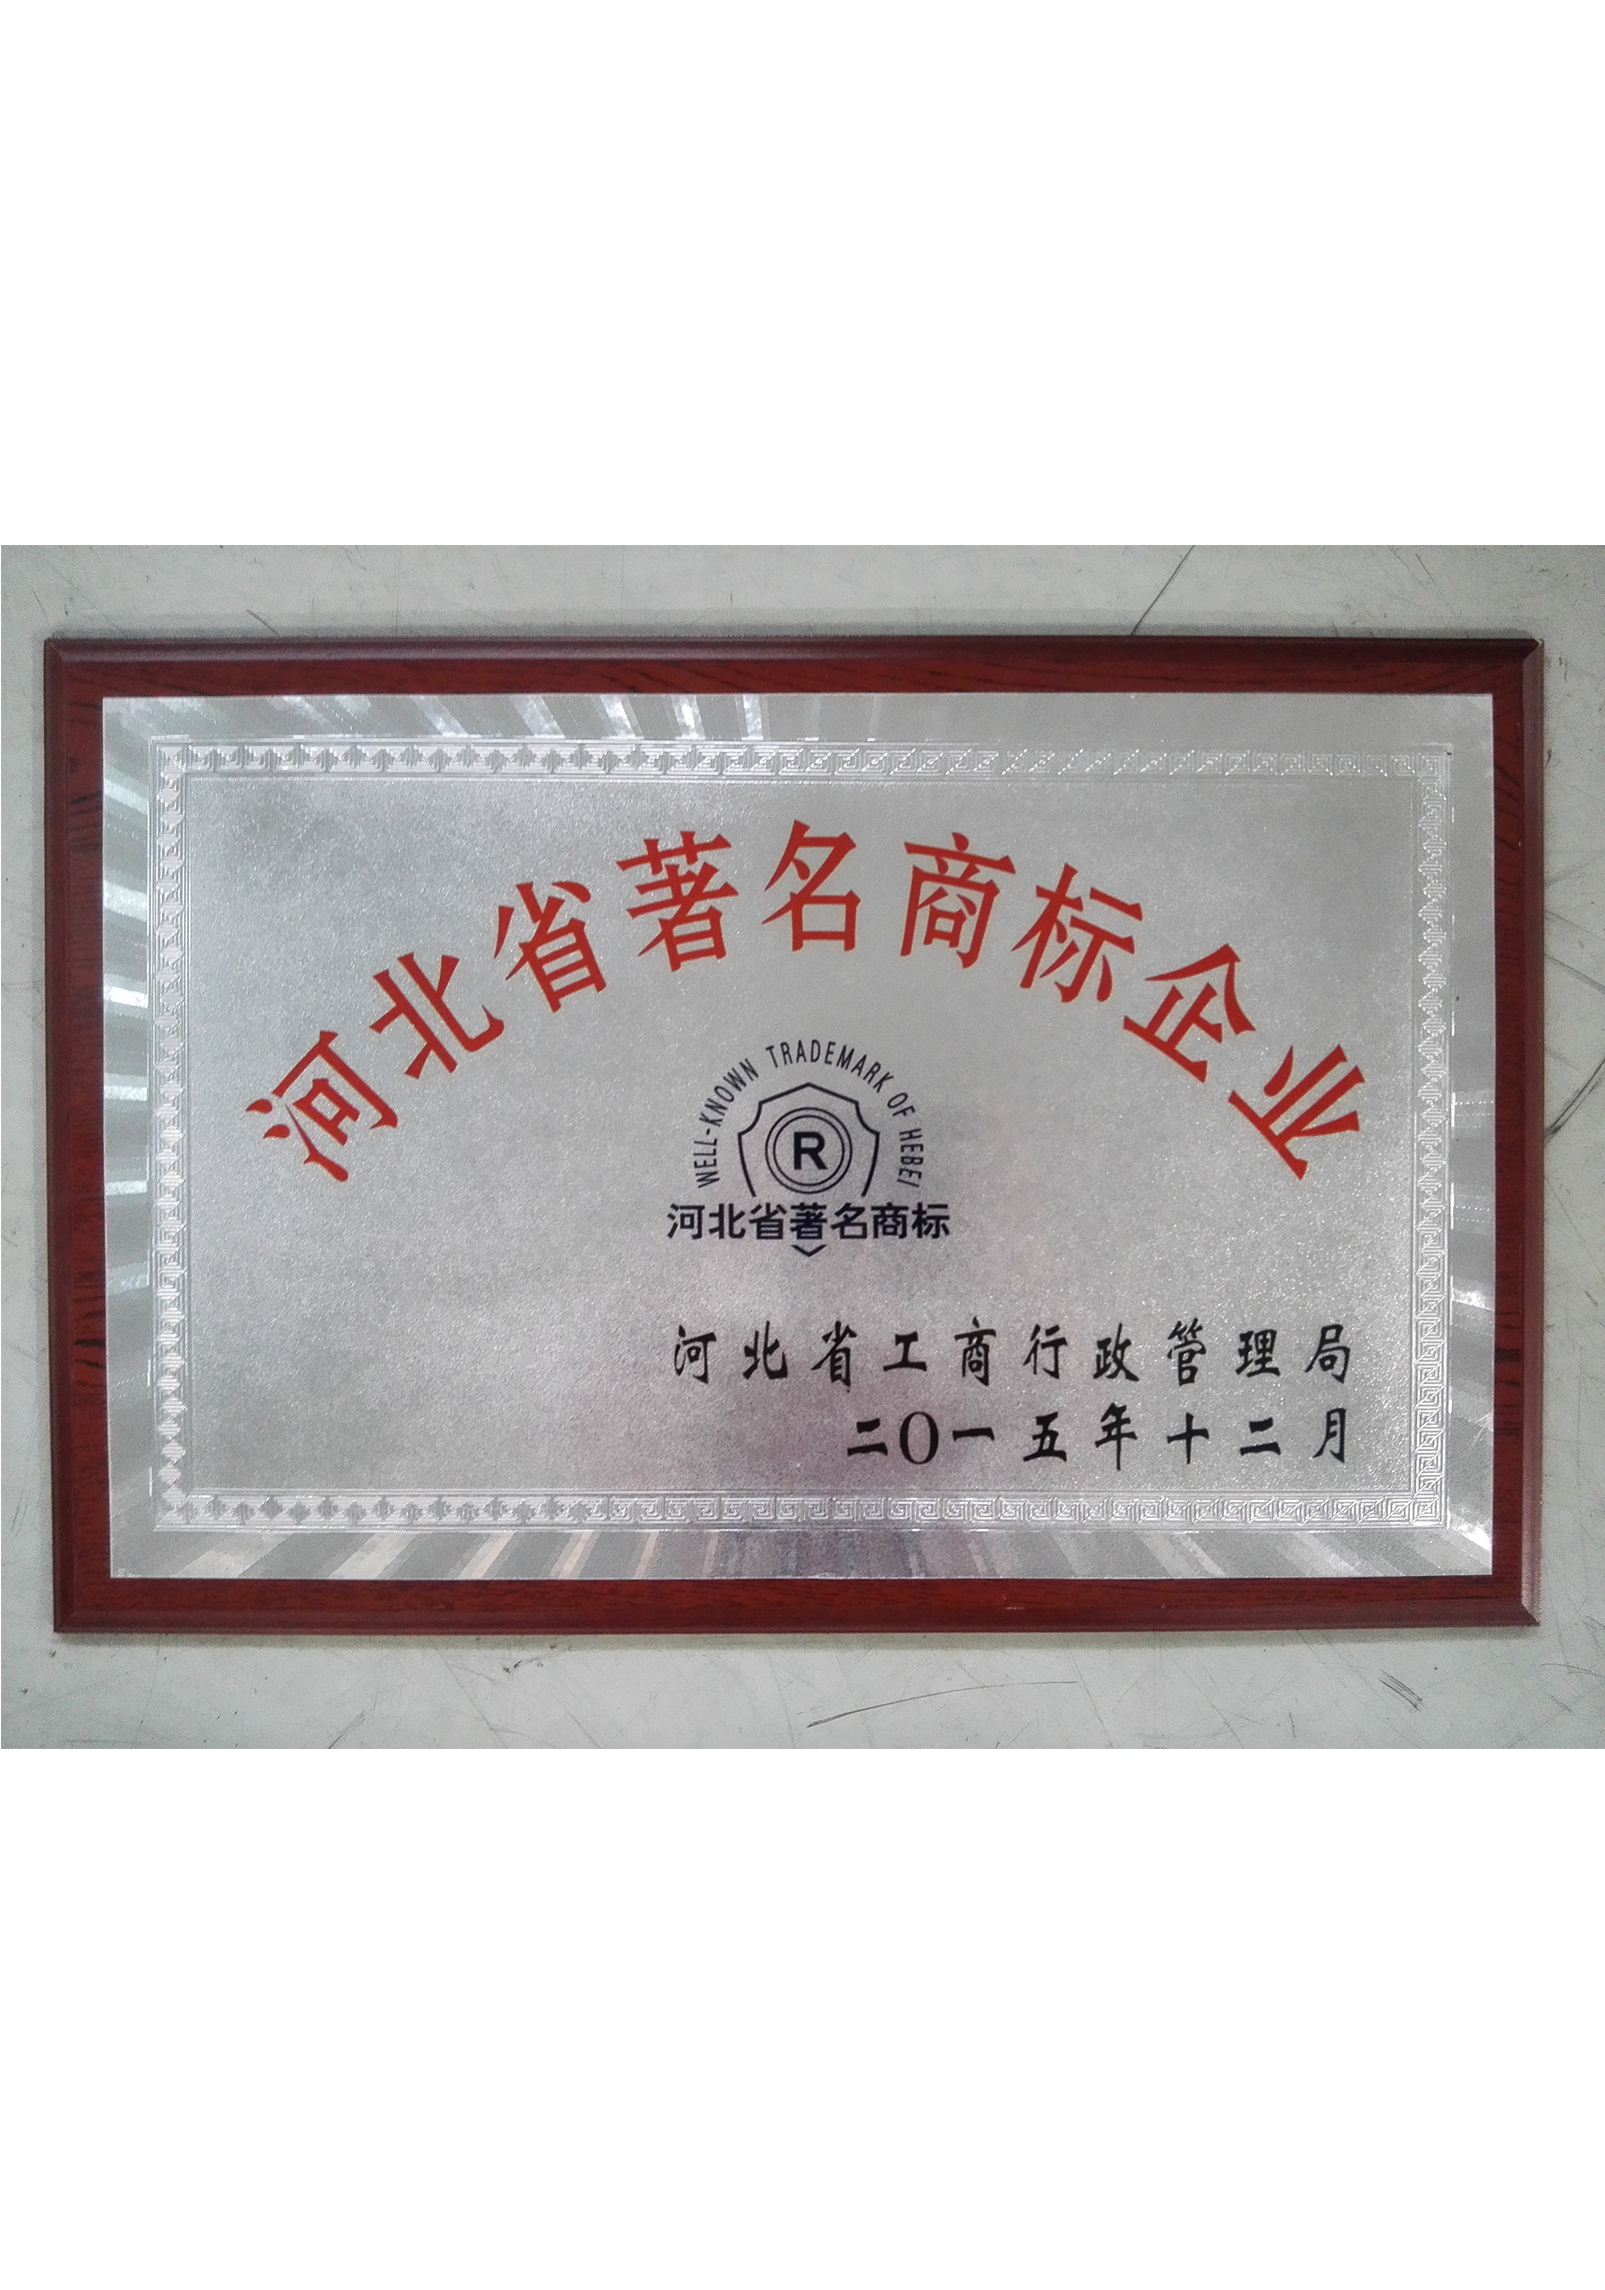 河北省著名商标企业
WELL-KNOWN TRADEMARK OF HEBEI
R
河北省著名商标
河北省工商行政管理局
二〇一五年十二月